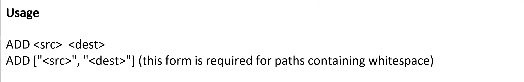 Usage
ADD <src> <dest>
ADD ["<src>", "<dest>"] (this form is required for paths containing whitespace)